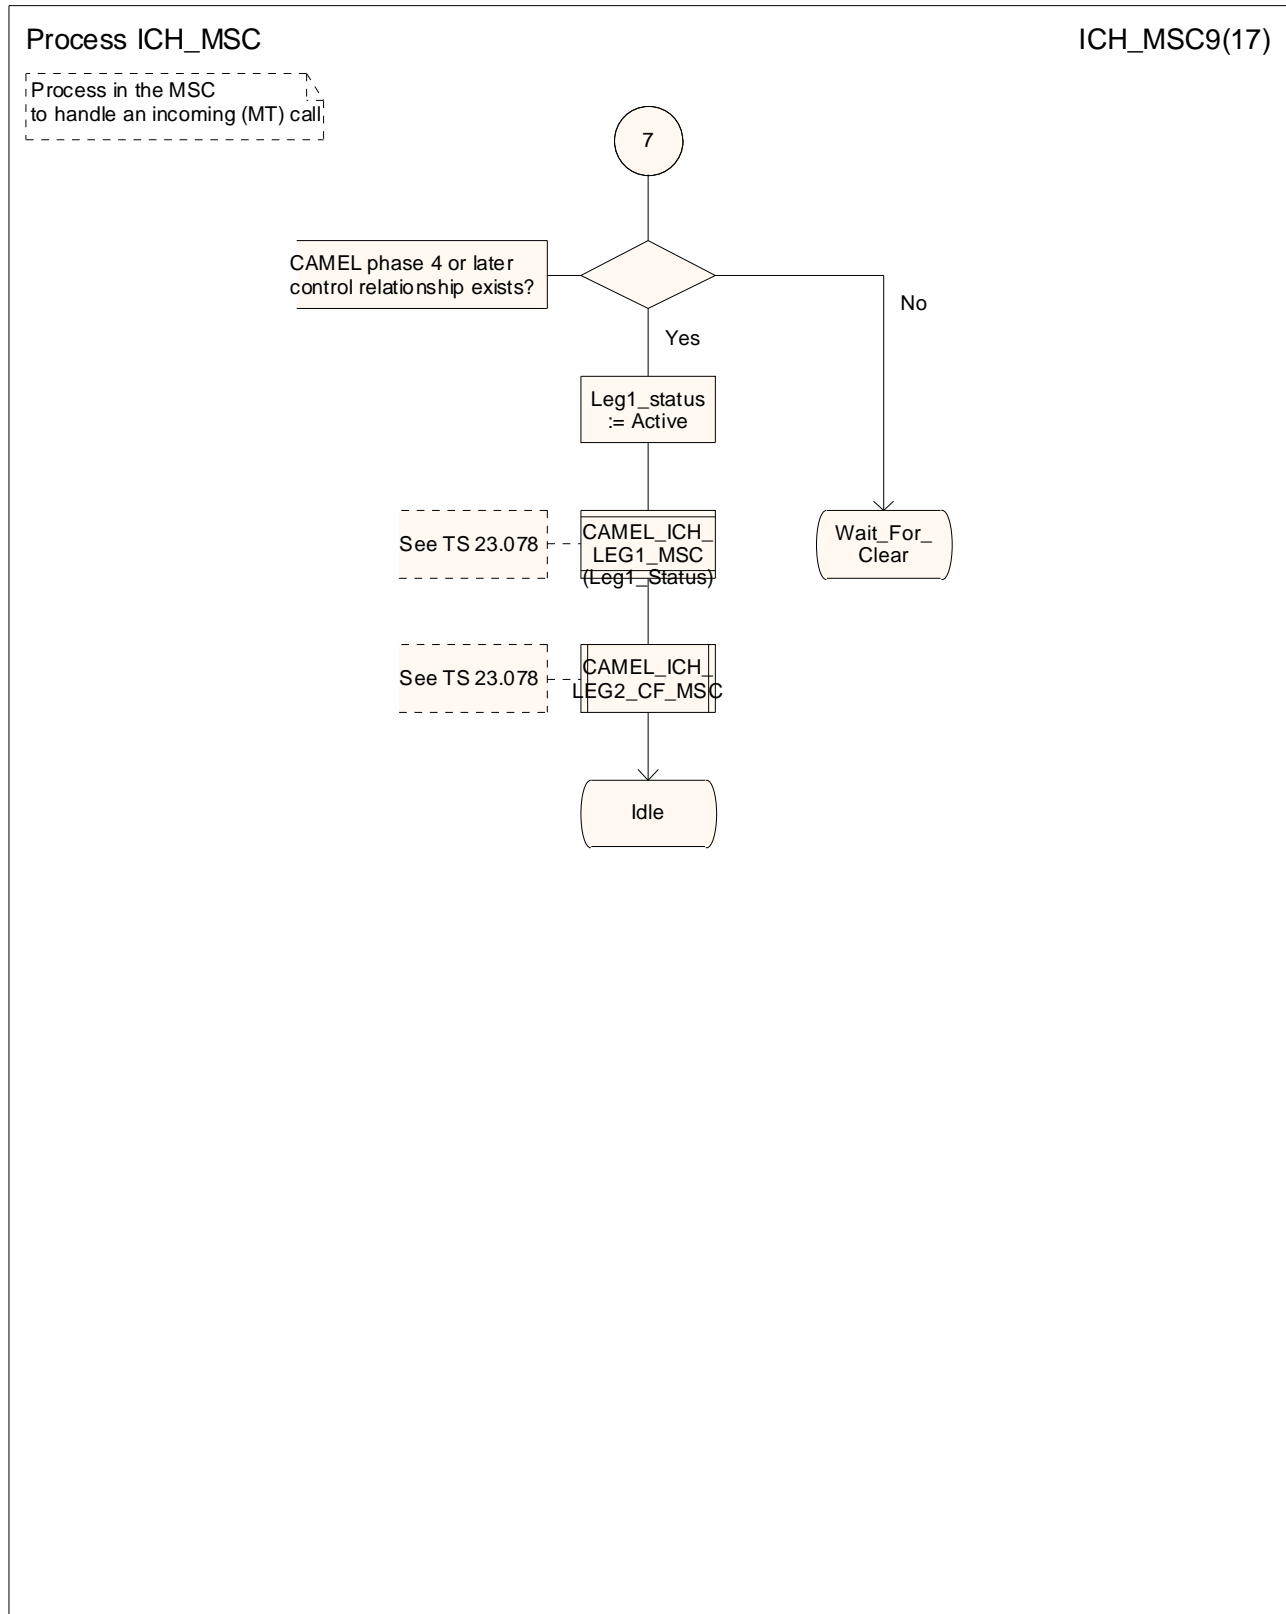 Process ICH_MSC
ICH_MSC9(17)
Process in the MSC
to handle an incoming (MT) call
7
CAMEL phase 4 or later
control relationship exists?
No
Yes
Leg1_status
:= Active
See TS 23.078
CAMEL_ICH_
LEG1_MSC
(Leg1_Status)
Wait_For_
Clear
See TS 23.078
CAMEL_ICH_
LEG2_CF_MSC
Idle